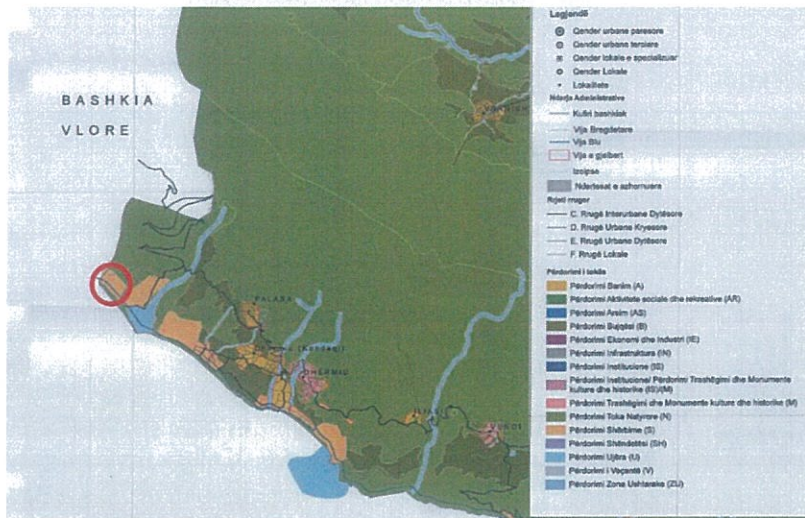 BASHKIA
VLORE
PALASA
DHERMIU
ILIAS
VUNOI
Legjendë
Qender urbane paresore
Qender urbane terciare
Qender lokale e specializuar
Qender Lokale
Lokalitete
Ndarja Administrative
Kufiri bashkiak
Vija Bregdetare
Vija Blu
Vija e gjelbert
Izoipse
Ndertesat e azhornuara
Rrjeti rrugor
C. Rrugë Interurbane Dytësore
D. Rrugë Urbane Kryesore
E. Rrugë Urbane Dytësore
F. Rrugë Lokale
Përdorimi i tokës
Përdorimi Banim (A)
Përdorimi Aktivitete sociale dhe rekreative (AR)
Përdorimi Arsim (AS)
Përdorimi Bujqësi (B)
Përdorimi Ekonomi dhe Industri (IE)
Përdorimi Infrastruktura (IN)
Përdorimi Institucione (IS)
Përdorimi Institucione/ Përdorimi Trashëgimi dhe Monumente
kulture dhe historike (IS)/(M)
Përdorimi Trashëgimi dhe Monumente kulture dhe historike (M)
Përdorimi Toka Natyrore (N)
Përdorimi Shërbime (S)
Përdorimi Shëndetësi (SH)
Përdorimi Ujëra (U)
Përdorimi i Veçantë (V)
Përdorimi Zona Ushtarake (ZU)